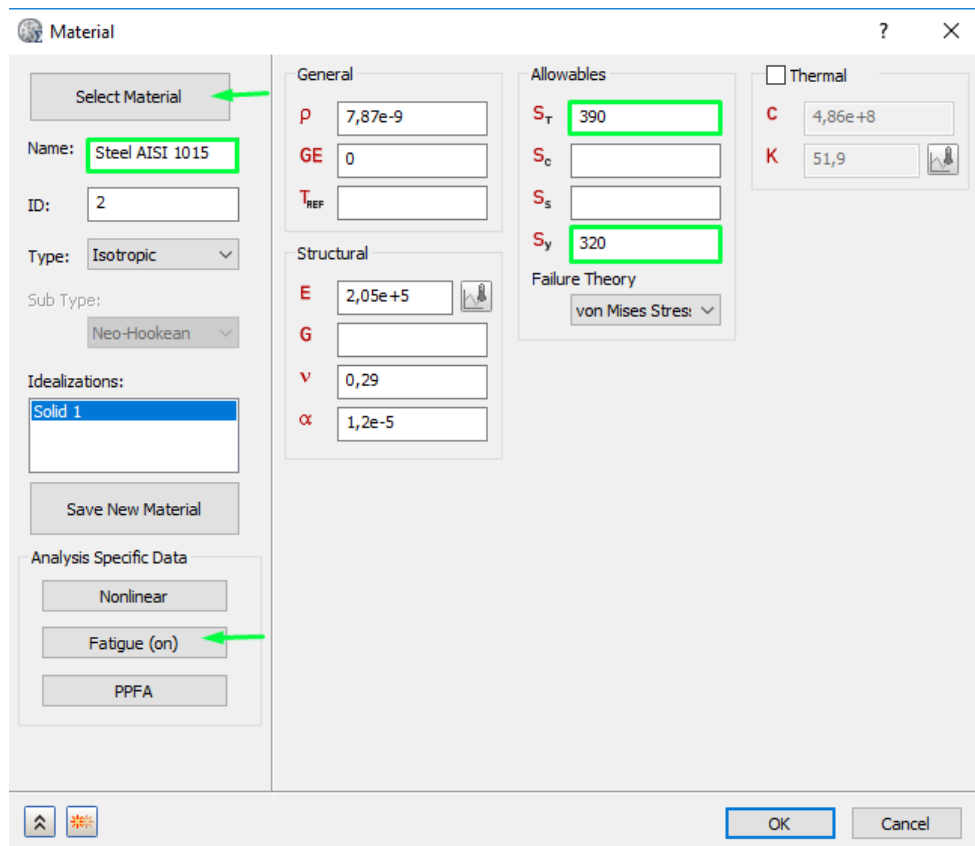 Material
?
Select Material
Name: Steel AISI 1015
ID: 2
Type: Isotropic
Sub Type:
Neo-Hookean
Idealizations:
Solid 1
Save New Material
Analysis Specific Data
Nonlinear
Fatigue (on)
PPFA
General
ρ 7,87e-9
GE 0
TREF
Structural
E 2,05e+5
G
ν 0,29
α 1,2e-5
Allowables
ST 390
Sc
Ss
Sy 320
Failure Theory
von Mises Stres
Thermal
C 4,86e+8
K 51,9
OK
Cancel